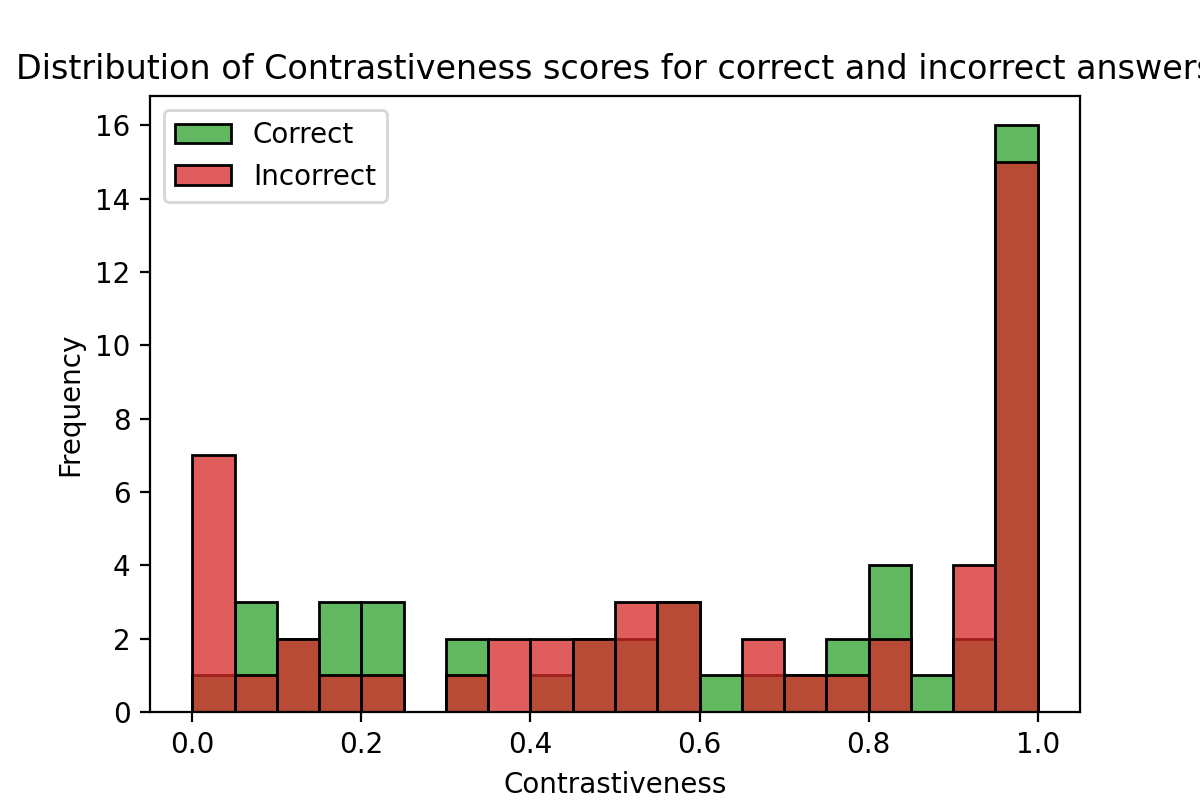 Distribution of Contrastiveness scores for correct and incorrect answers
Correct
Incorrect
16
14
12
10
8
6
4
2
0
Frequency
0.0 0.2 0.4 0.6 0.8 1.0
Contrastiveness